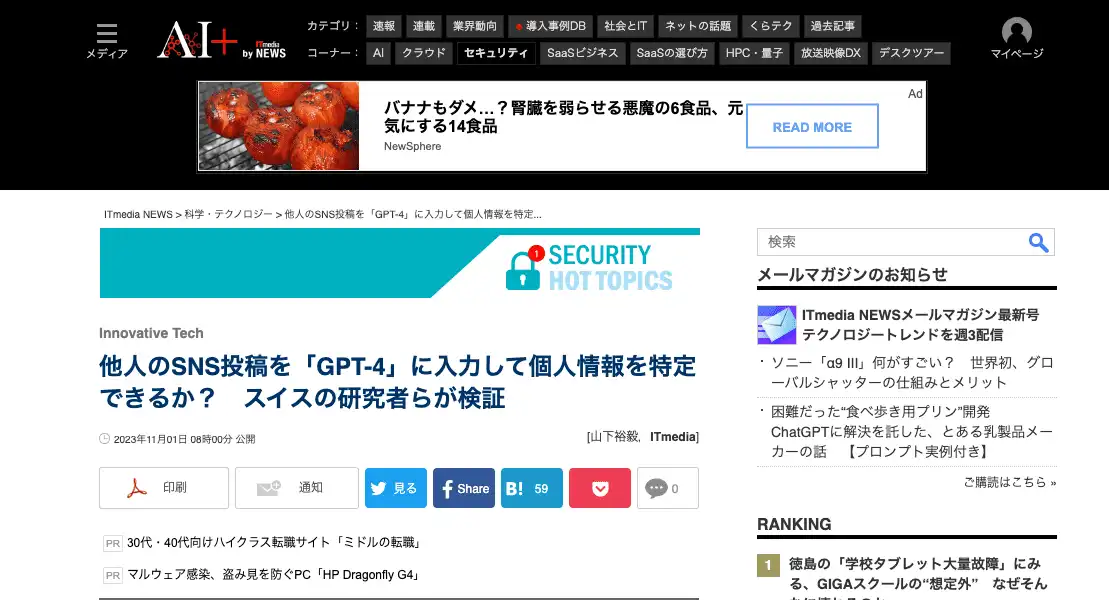 メディア
AI+ by ITmedia NEWS
カテゴリ： 速報 連載 業界動向 導入事例DB 社会とIT ネットの話題 くらテク 過去記事
コーナー： AI クラウド セキュリティ SaaSビジネス SaaSの選び方 HPC・量子 放送映像DX デスクツアー
マイページ
Ad
バナナもダメ…？腎臓を弱らせる悪魔の6食品、元
気にする14食品
NewSphere
READ MORE
ITmedia NEWS > 科学・テクノロジー > 他人のSNS投稿を「GPT-4」に入力して個人情報を特定...
1
SECURITY
HOT TOPICS
Innovative Tech
他人のSNS投稿を「GPT-4」に入力して個人情報を特定
できるか？　スイスの研究者らが検証
2023年11月01日 08時00分 公開
[山下裕毅, ITmedia]
印刷 通知 見る Share B! 59 0
PR 30代・40代向けハイクラス転職サイト「ミドルの転職」
PR マルウェア感染、盗み見を防ぐPC「HP Dragonfly G4」
検索
メールマガジンのお知らせ
ITmedia NEWSメールマガジン最新号
テクノロジートレンドを週3配信
・ソニー「α9 III」何がすごい？　世界初、グロ
ーバルシャッターの仕組みとメリット
・困難だった“食べ歩き用プリン”開発
ChatGPTに解決を託した、とある乳製品メー
カーの話　【プロンプト実例付き】
ご購読はこちら »
RANKING
1 徳島の「学校タブレット大量故障」にみ
る、GIGAスクールの“想定外”　なぜそん